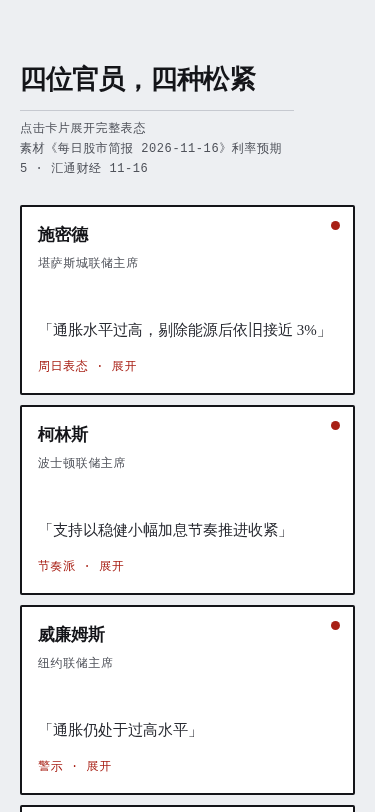 四位官员，四种松紧
点击卡片展开完整表态
素材《每日股市简报 2026-11-16》利率预期
5 · 汇通财经 11-16
施密德
堪萨斯城联储主席
「通胀水平过高，剔除能源后依旧接近 3%」
周日表态 · 展开
柯林斯
波士顿联储主席
「支持以稳健小幅加息节奏推进收紧」
节奏派 · 展开
威廉姆斯
纽约联储主席
「通胀仍处于过高水平」
警示 · 展开